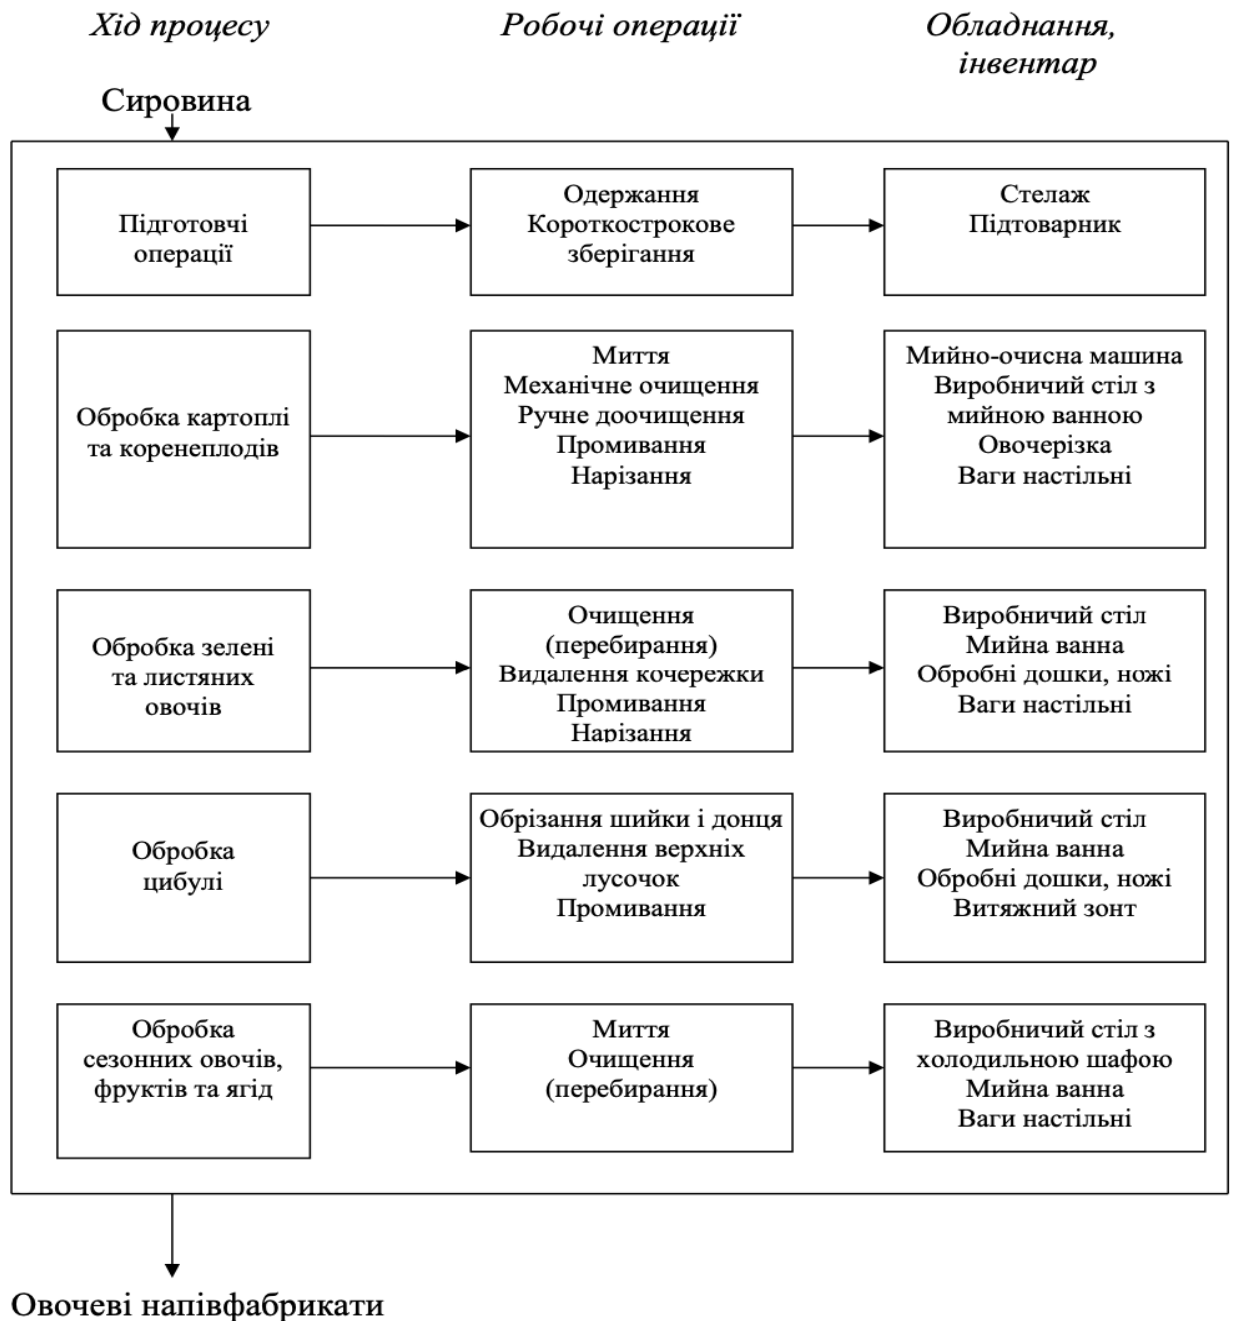 Хід процесу
Робочі операції
Обладнання,
інвентар
Сировина
Підготовчі
операції
Одержання
Короткострокове
зберігання
Стелаж
Підтоварник
Обробка картоплі
та коренеплодів
Миття
Механічне очищення
Ручне доочищення
Промивання
Нарізання
Мийно-очисна машина
Виробничий стіл з
мийною ванною
Овочерізка
Ваги настільні
Обробка зелені
та листяних
овочів
Очищення
(перебирання)
Видалення кочережки
Промивання
Нарізання
Виробничий стіл
Мийна ванна
Обробні дошки, ножі
Ваги настільні
Обробка
цибулі
Обрізання шийки і донця
Видалення верхніх
лусочок
Промивання
Виробничий стіл
Мийна ванна
Обробні дошки, ножі
Витяжний зонт
Обробка
сезонних овочів,
фруктів та ягід
Миття
Очищення
(перебирання)
Виробничий стіл з
холодильною шафою
Мийна ванна
Ваги настільні
Овочеві напівфабрикати